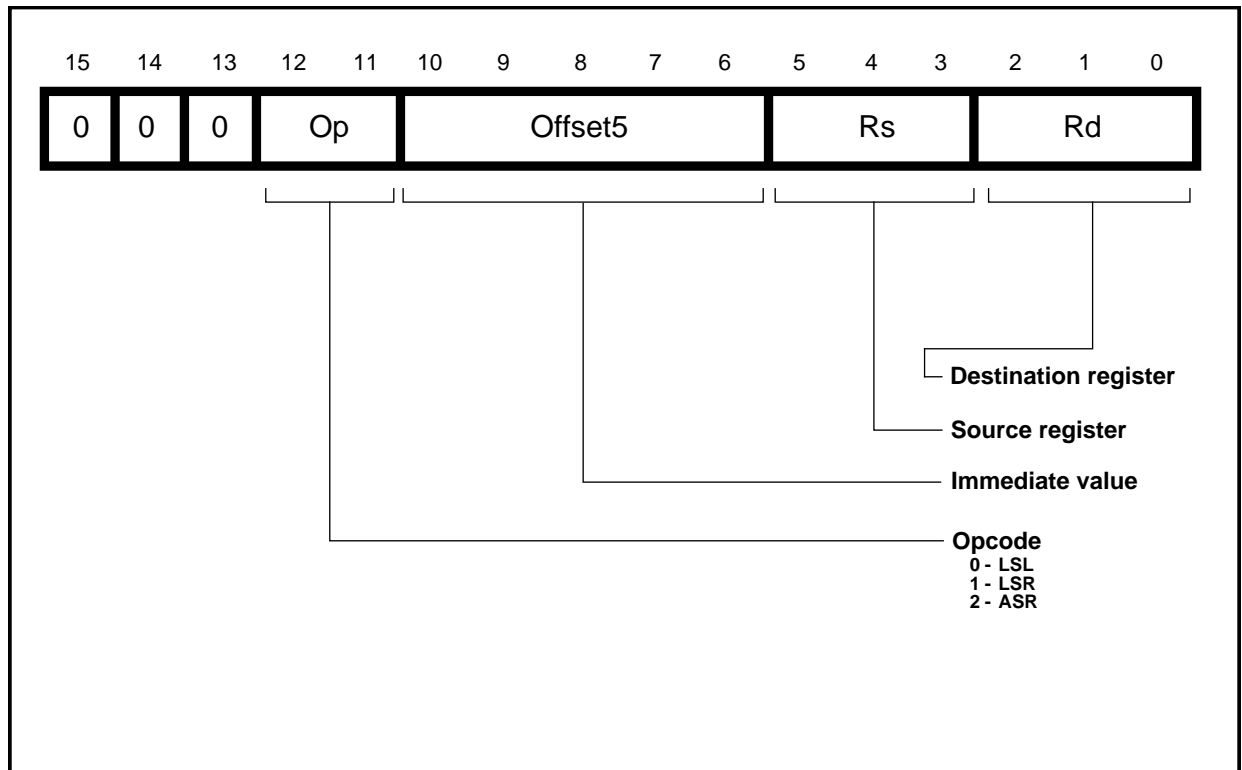 15 14 13 12 11 10 9 8 7 6 5 4 3 2 1 0
0 0 0 Op Offset5 Rs Rd
Destination register
Source register
Immediate value
Opcode
0 - LSL
1 - LSR
2 - ASR